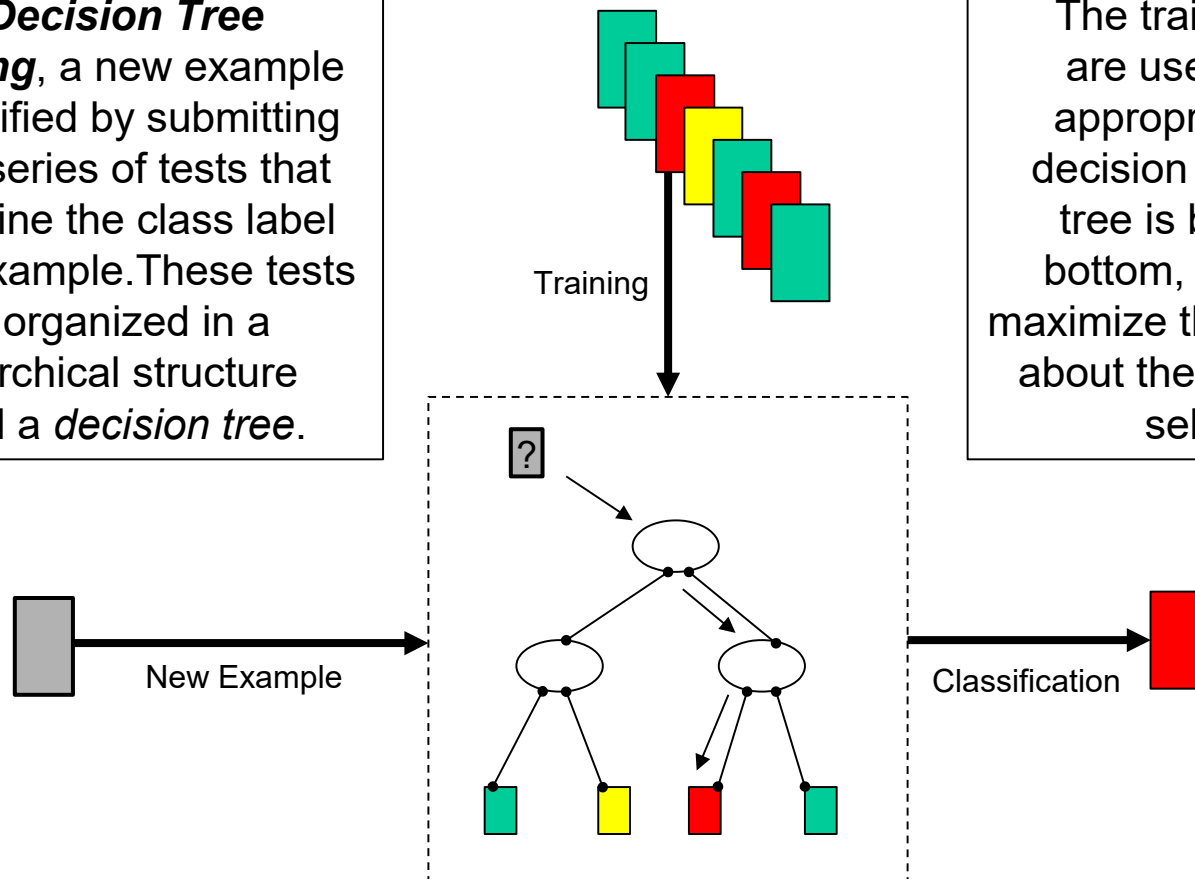 Decision Tree
ng, a new example
ified by submitting
series of tests that
ine the class label
xample.These tests
organized in a
rchical structure
l a decision tree.
The trai
are use
appropr
decision
tree is b
bottom,
maximize th
about the
sel
Training
?
New Example
Classification